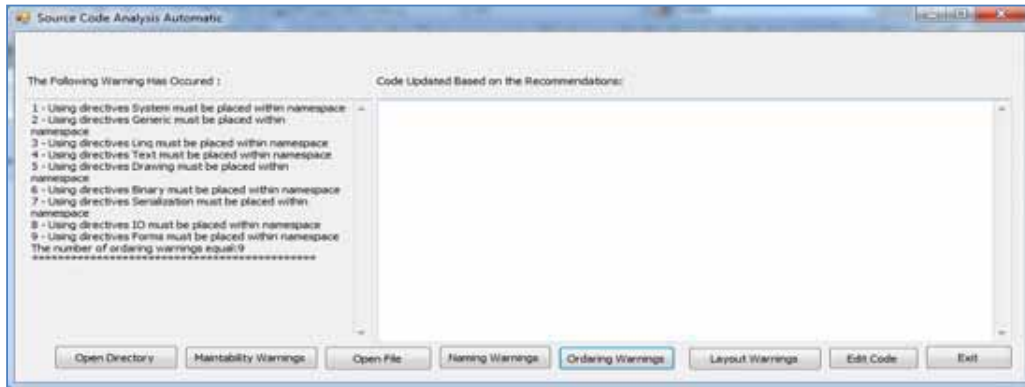 Source Code Analysis Automatic
The Following Warning Has Occured :
1 - Using directives System must be placed within namespace
2 - Using directives Generic must be placed within
namespace
3 - Using directives Linq must be placed within namespace
4 - Using directives Text must be placed within namespace
5 - Using directives Drawing must be placed within
namespace
6 - Using directives Binary must be placed within namespace
7 - Using directives Serialization must be placed within
namespace
8 - Using directives IO must be placed within namespace
9 - Using directives Forms must be placed within namespace
The number of ordaring warrings equal:9
**********************************************
Code Updated Based on the Recommendations:
Open Directory
Maintability Warnings
Open File
Naming Warnings
Ordaring Warrings
Layout Warnings
Edit Code
Exit